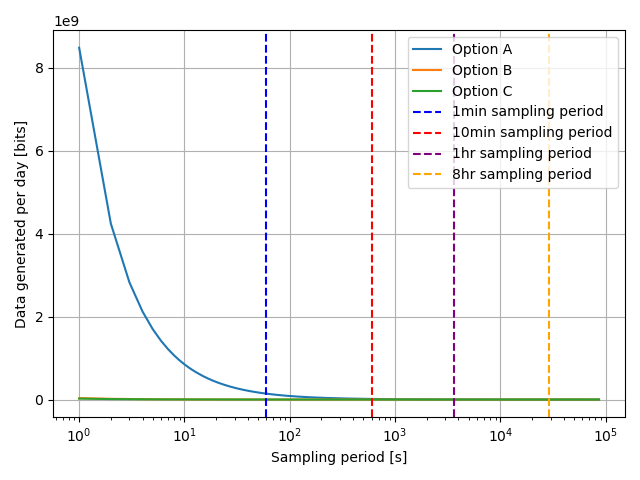 1e9
8
6
4
2
0
Data generated per day [bits]
Option A
Option B
Option C
1min sampling period
10min sampling period
1hr sampling period
8hr sampling period
10⁰ 10¹ 10² 10³ 10⁴ 10⁵
Sampling period [s]